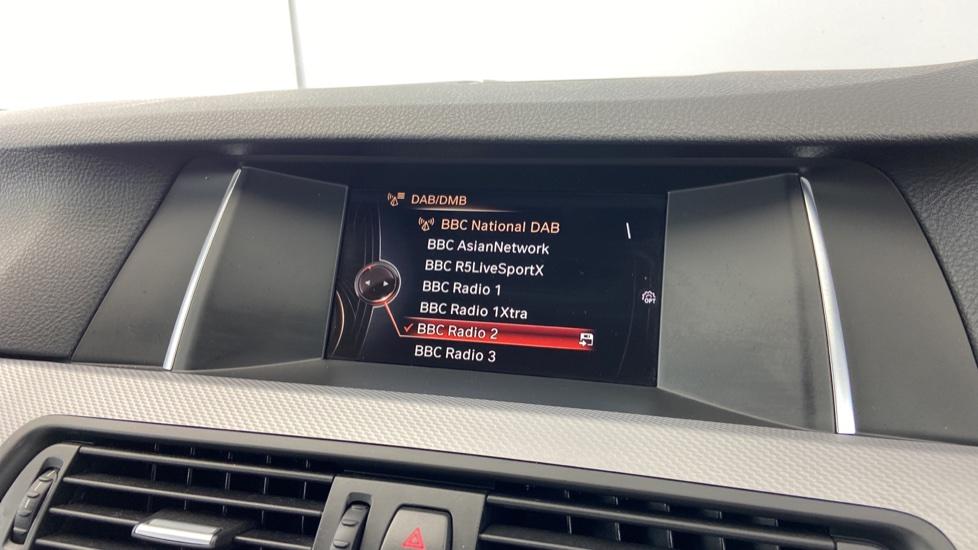 DAB/DMB
BBC National DAB
BBC AsianNetwork
BBC R5LiveSportX
BBC Radio 1
BBC Radio 1Xtra
BBC Radio 2
BBC Radio 3
OPT